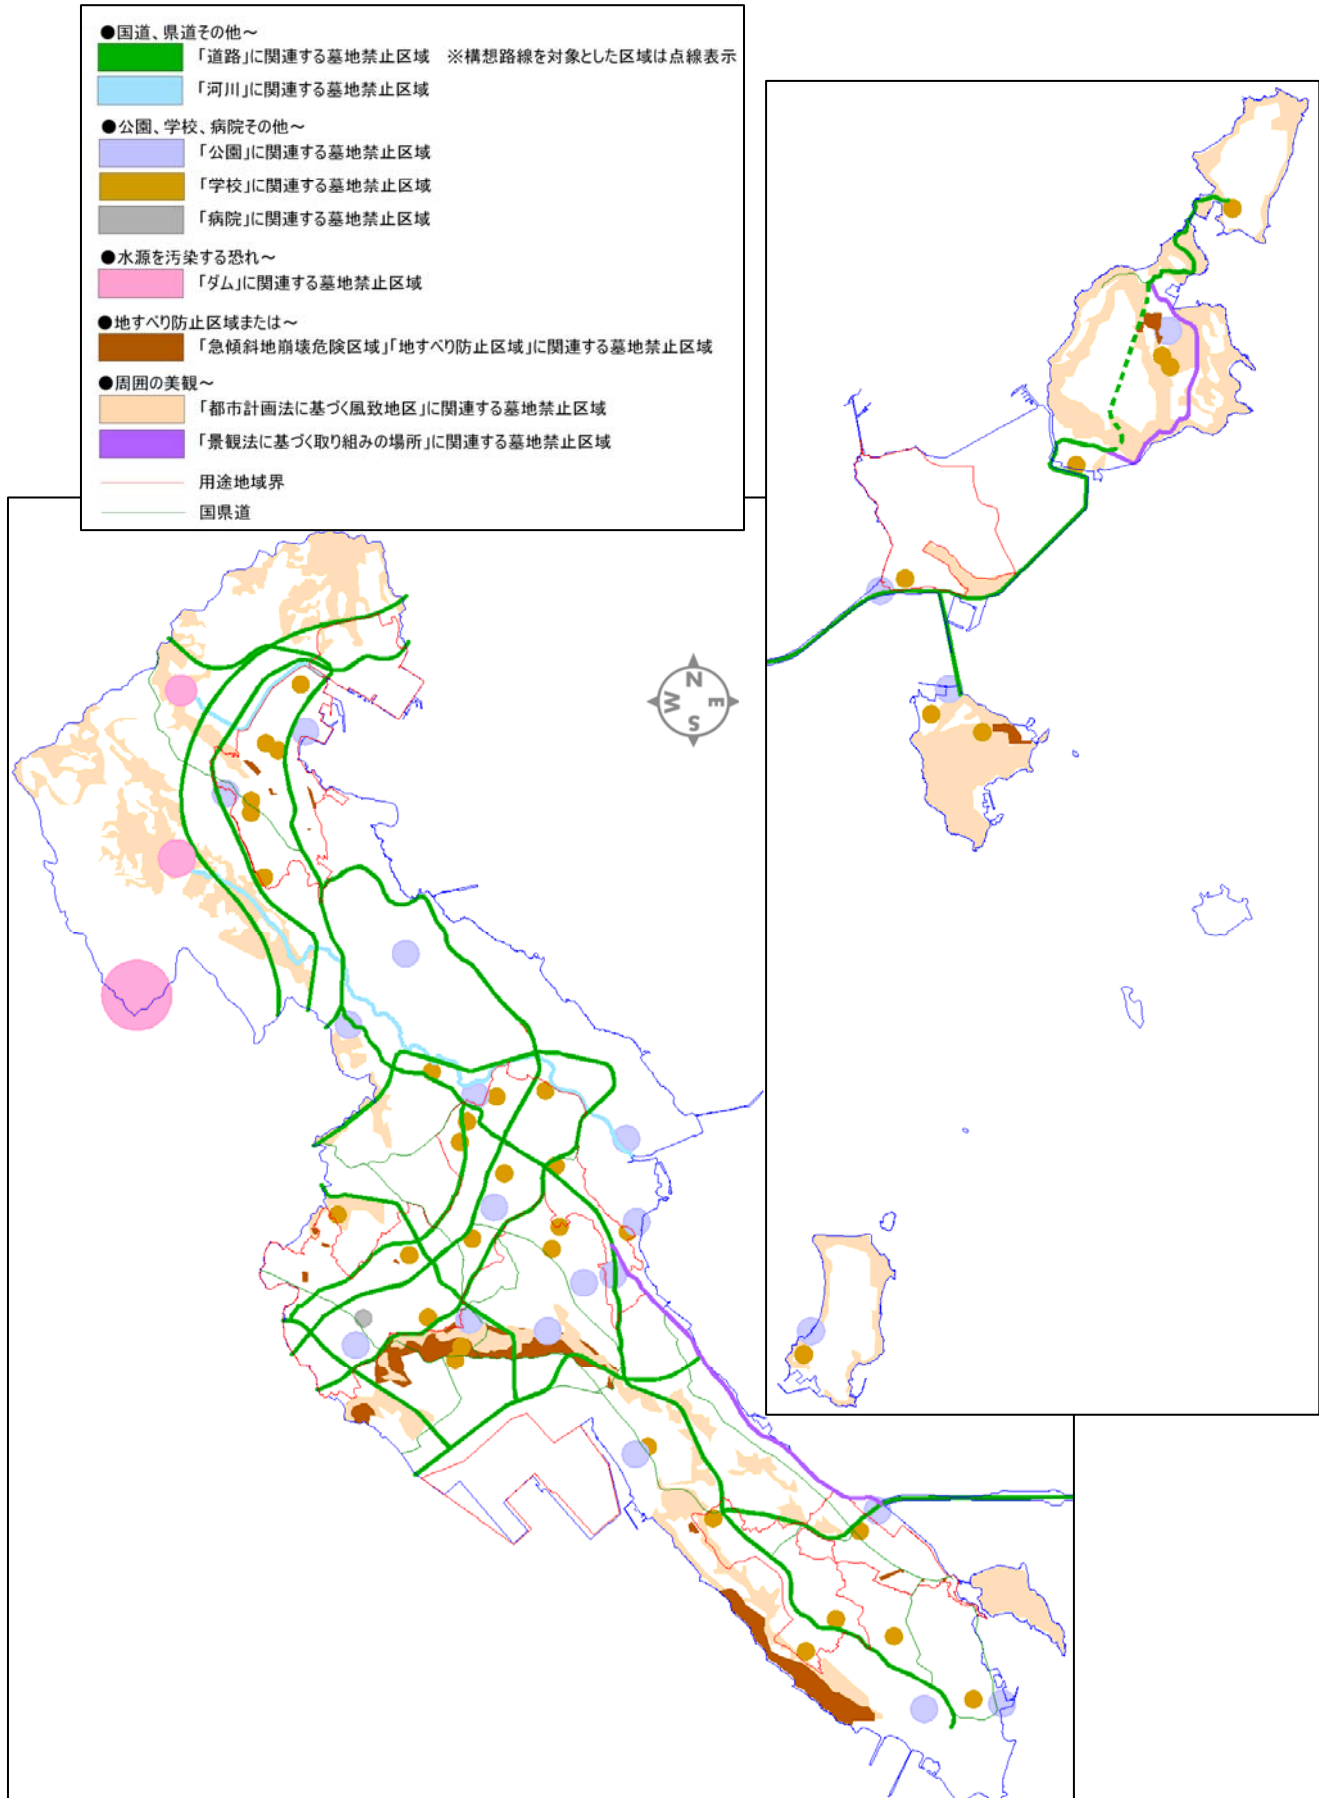 ●国道、県道その他～
「道路」に関連する墓地禁止区域　※構想路線を対象とした区域は点線表示
「河川」に関連する墓地禁止区域
●公園、学校、病院その他～
「公園」に関連する墓地禁止区域
「学校」に関連する墓地禁止区域
「病院」に関連する墓地禁止区域
●水源を汚染する恐れ～
「ダム」に関連する墓地禁止区域
●地すべり防止区域または～
「急傾斜地崩壊危険区域」「地すべり防止区域」に関連する墓地禁止区域
●周囲の美観～
「都市計画法に基づく風致地区」に関連する墓地禁止区域
「景観法に基づく取り組みの場所」に関連する墓地禁止区域
用途地域界
国県道
N
W E
S